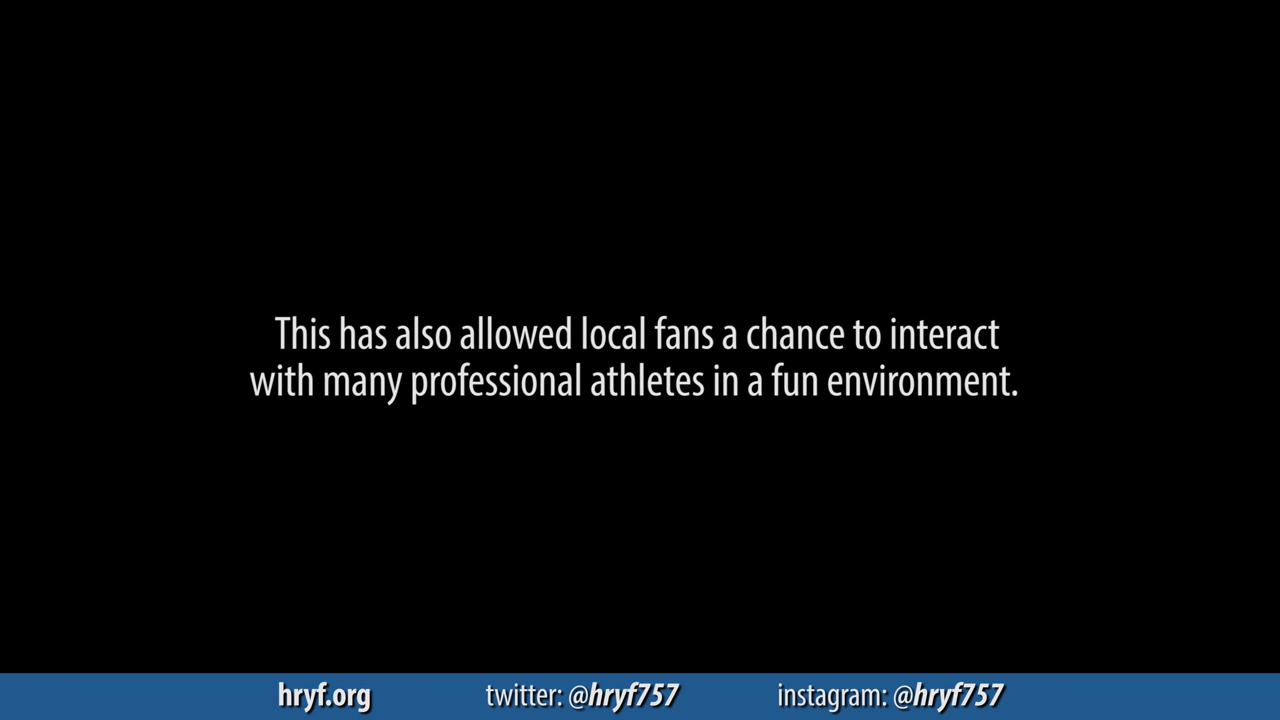 This has also allowed local fans a chance to interact
with many professional athletes in a fun environment.
hryf.org twitter: @hryf757 instagram: @hryf757